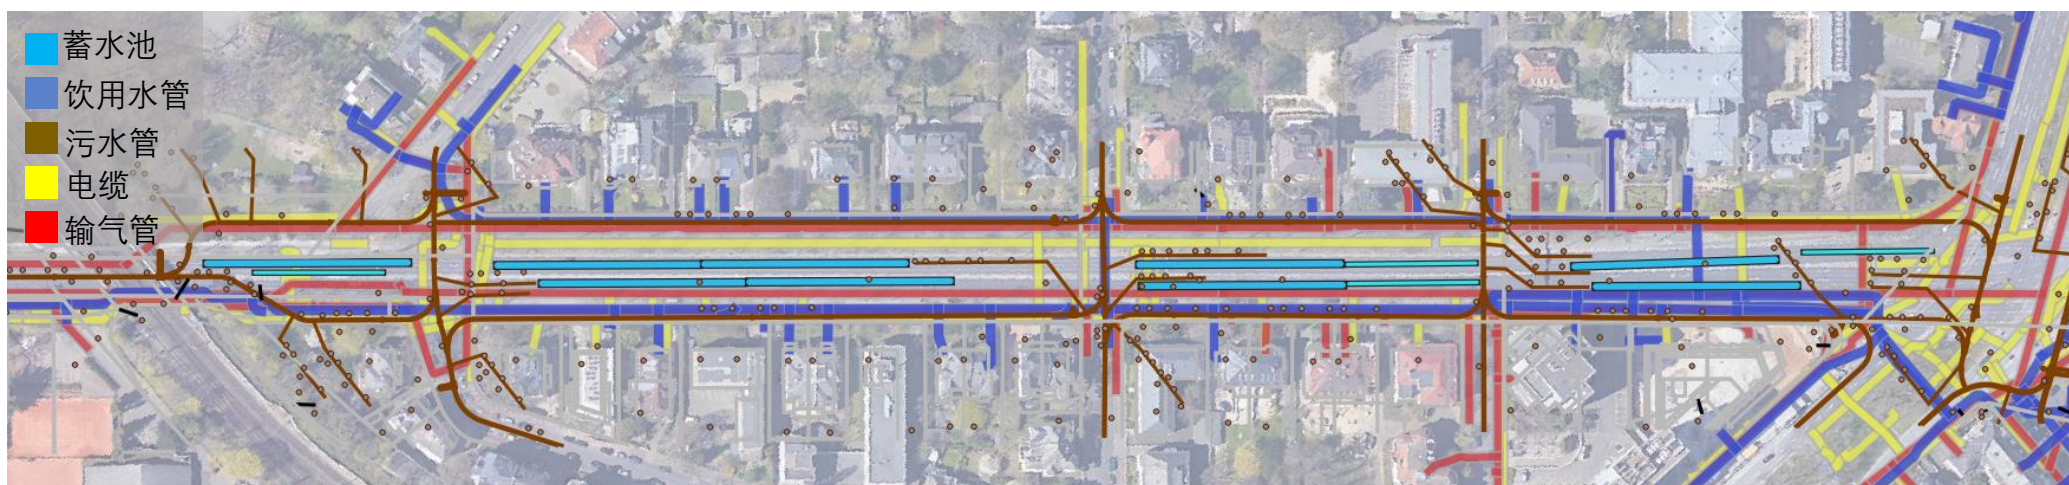 蓄水池
饮用水管
污水管
电缆
输气管